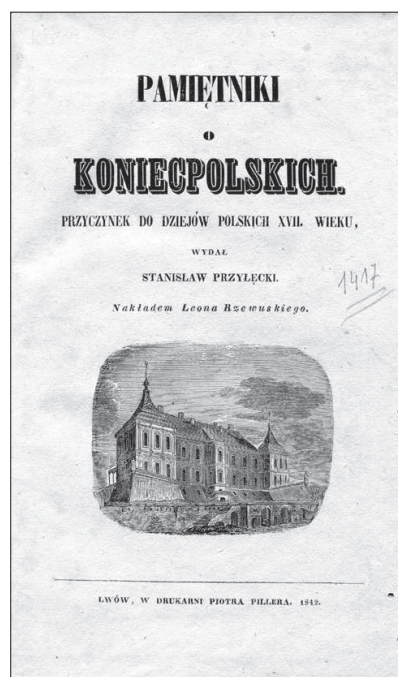 PAMIĘTNIKI
O
KONIECPOLSKICH.
PRZYCZYNEK DO DZIEJÓW POLSKICH XVII. WIEKU,
WYDAŁ
STANISŁAW PRZYŁĘCKI.
1417
Nakładem Leona Rzewuskiego.
LWÓW, W DRUKARNI PIOTRA PILLERA. 1842.